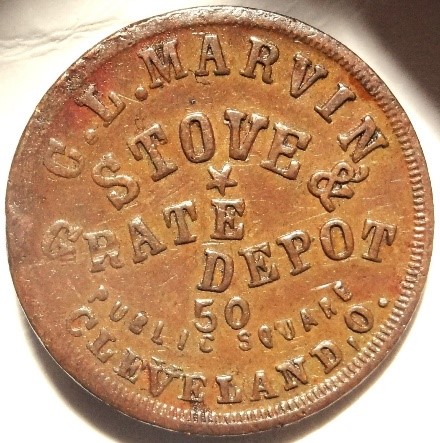 C.L. MARVIN
STOVE &
GRATE
DEPOT
50
PUBLIC SQUARE
CLEVELAND, O.